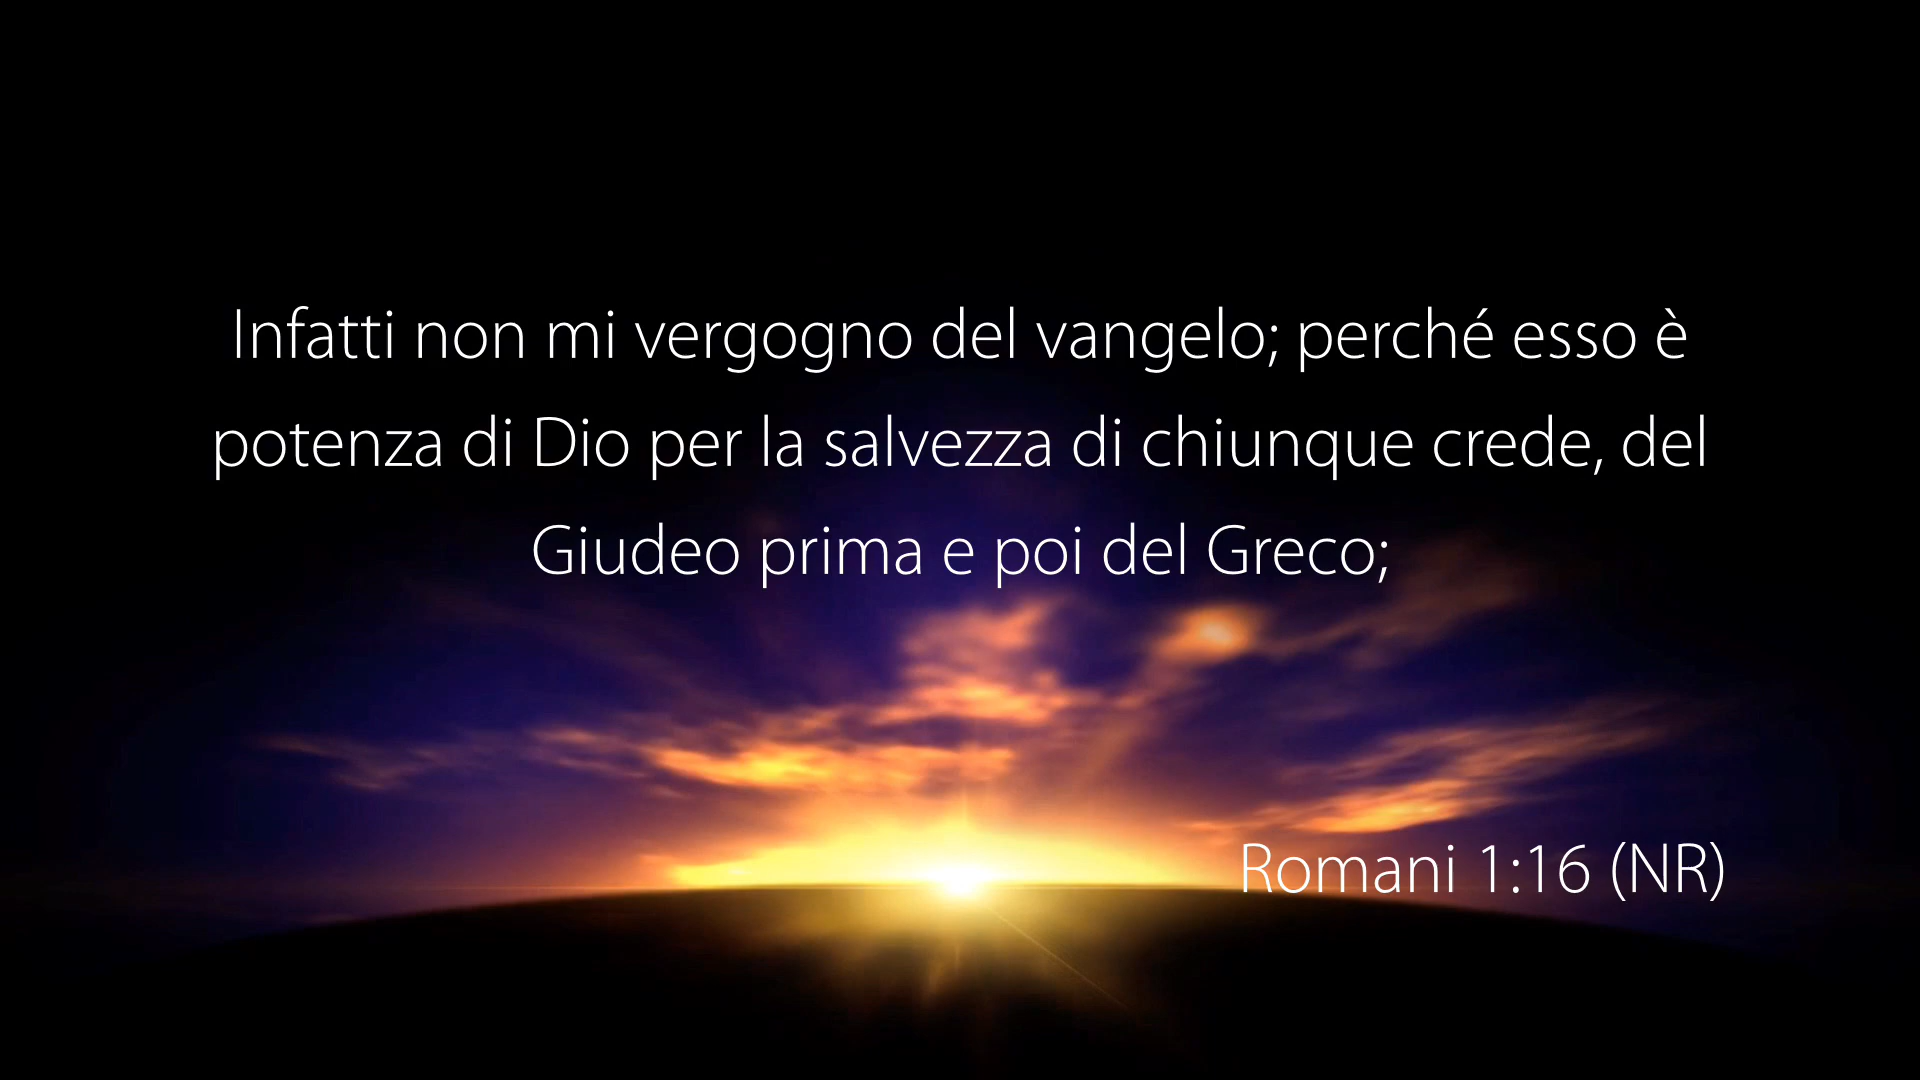 Infatti non mi vergogno del vangelo; perché esso è
potenza di Dio per la salvezza di chiunque crede, del
Giudeo prima e poi del Greco;
Romani 1:16 (NR)